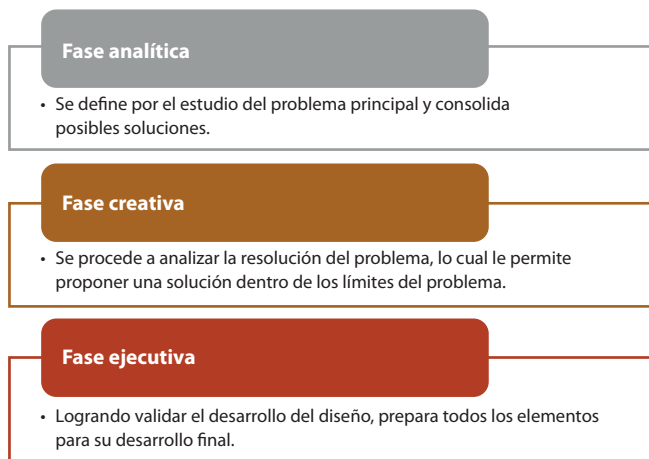 Fase analítica
• Se define por el estudio del problema principal y consolida
posibles soluciones.
Fase creativa
• Se procede a analizar la resolución del problema, lo cual le permite
proponer una solución dentro de los límites del problema.
Fase ejecutiva
• Logrando validar el desarrollo del diseño, prepara todos los elementos
para su desarrollo final.